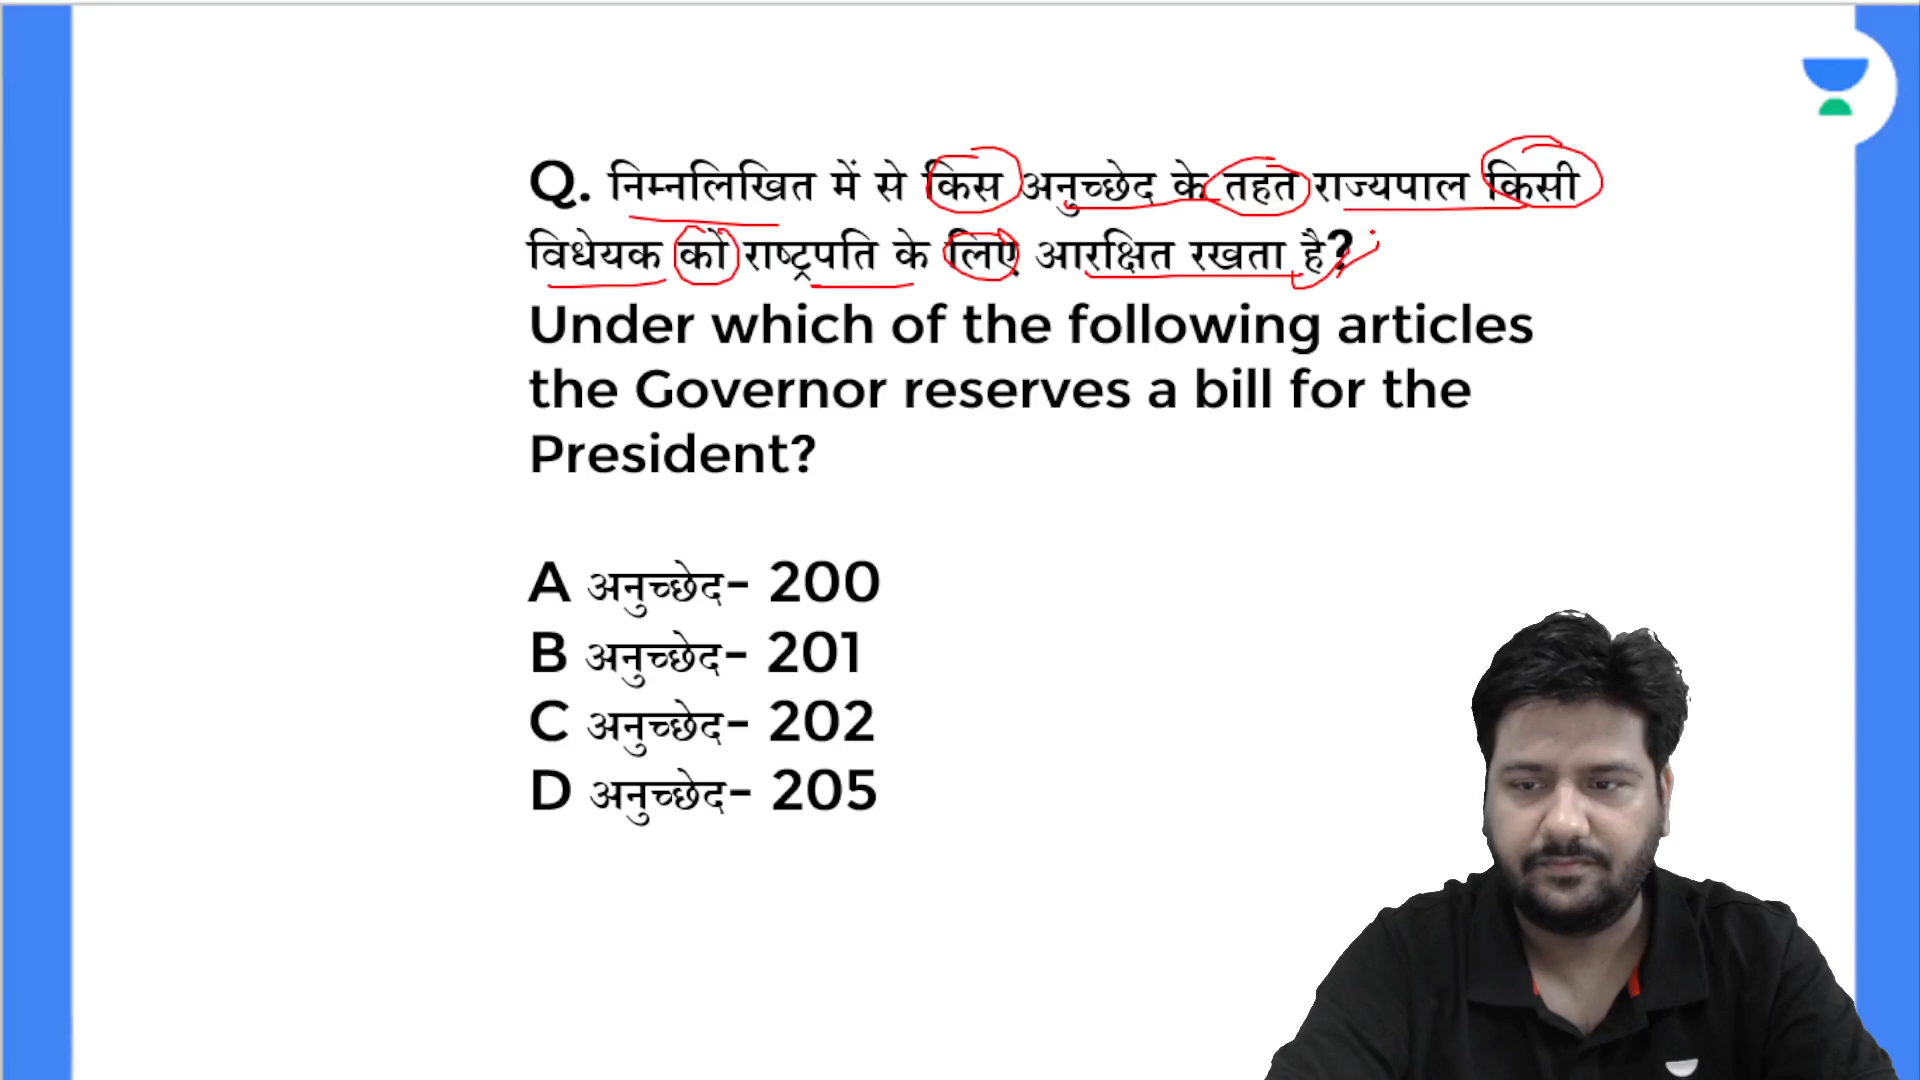 Q. निम्नलिखित में से किस अनुच्छेद के तहत राज्यपाल किसी
विधेयक को राष्ट्रपति के लिए आरक्षित रखता है?
Under which of the following articles
the Governor reserves a bill for the
President?
A अनुच्छेद- 200
B अनुच्छेद- 201
C अनुच्छेद- 202
D अनुच्छेद- 205